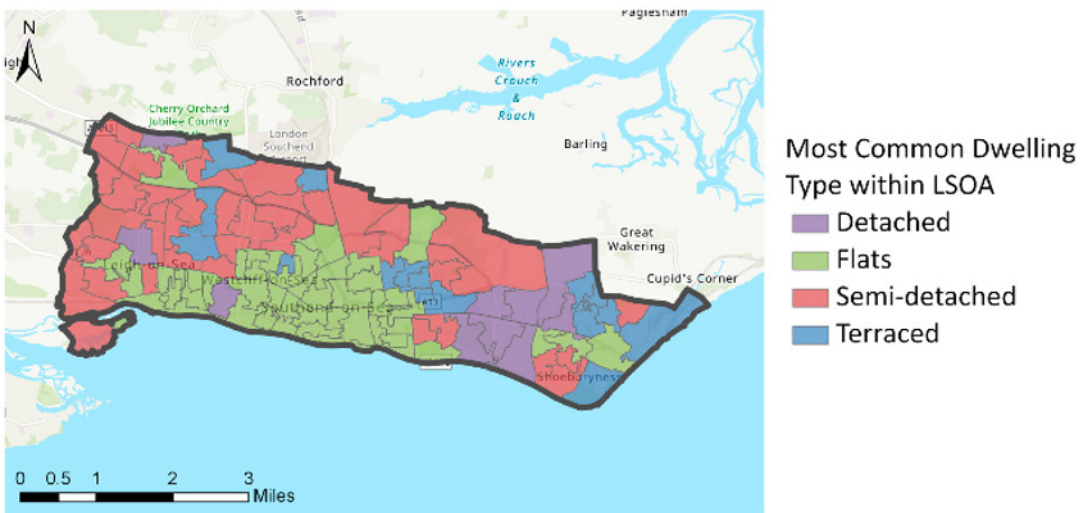 Paglesham
N
Rivers
Crouch
&
Roach
Rochford
Cherry Orchard
Jubilee Country
London
Southend
Airport
Barling
Great
Wakering
Cupid's Corner
Leigh-on-Sea
Westcliff-on-Sea
Southend-on-Sea
Shoeburyness
0 0.5 1 2 3
Miles
Most Common Dwelling
Type within LSOA
Detached
Flats
Semi-detached
Terraced